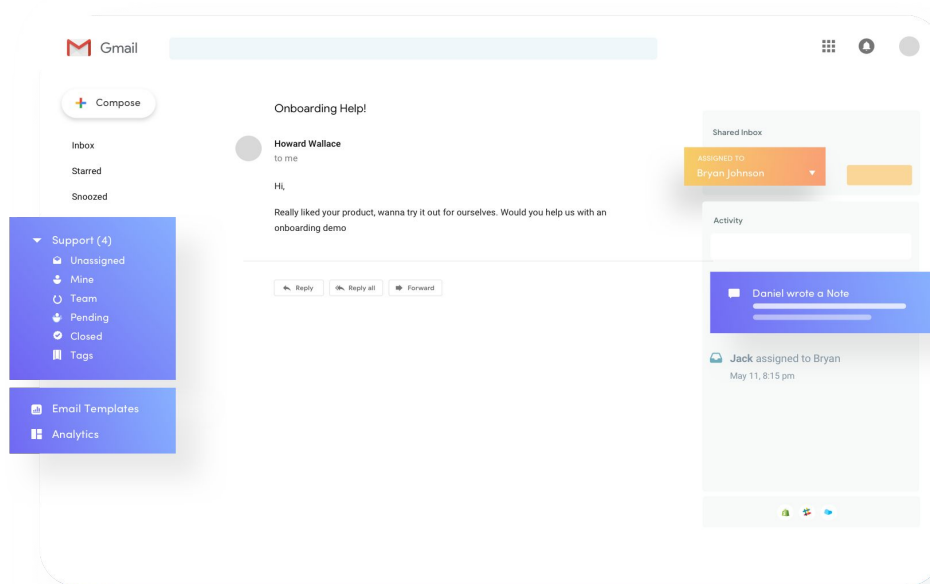 Gmail
Compose
Inbox
Starred
Snoozed
Support (4)
Unassigned
Mine
Team
Pending
Closed
Tags
Email Templates
Analytics
Onboarding Help!
Howard Wallace
to me
Hi,
Really liked your product, wanna try it out for ourselves. Would you help us with an
onboarding demo
Reply
Reply all
Forward
Shared Inbox
ASSIGNED TO
Bryan Johnson
Activity
Daniel wrote a Note
Jack assigned to Bryan
May 11, 8:15 pm